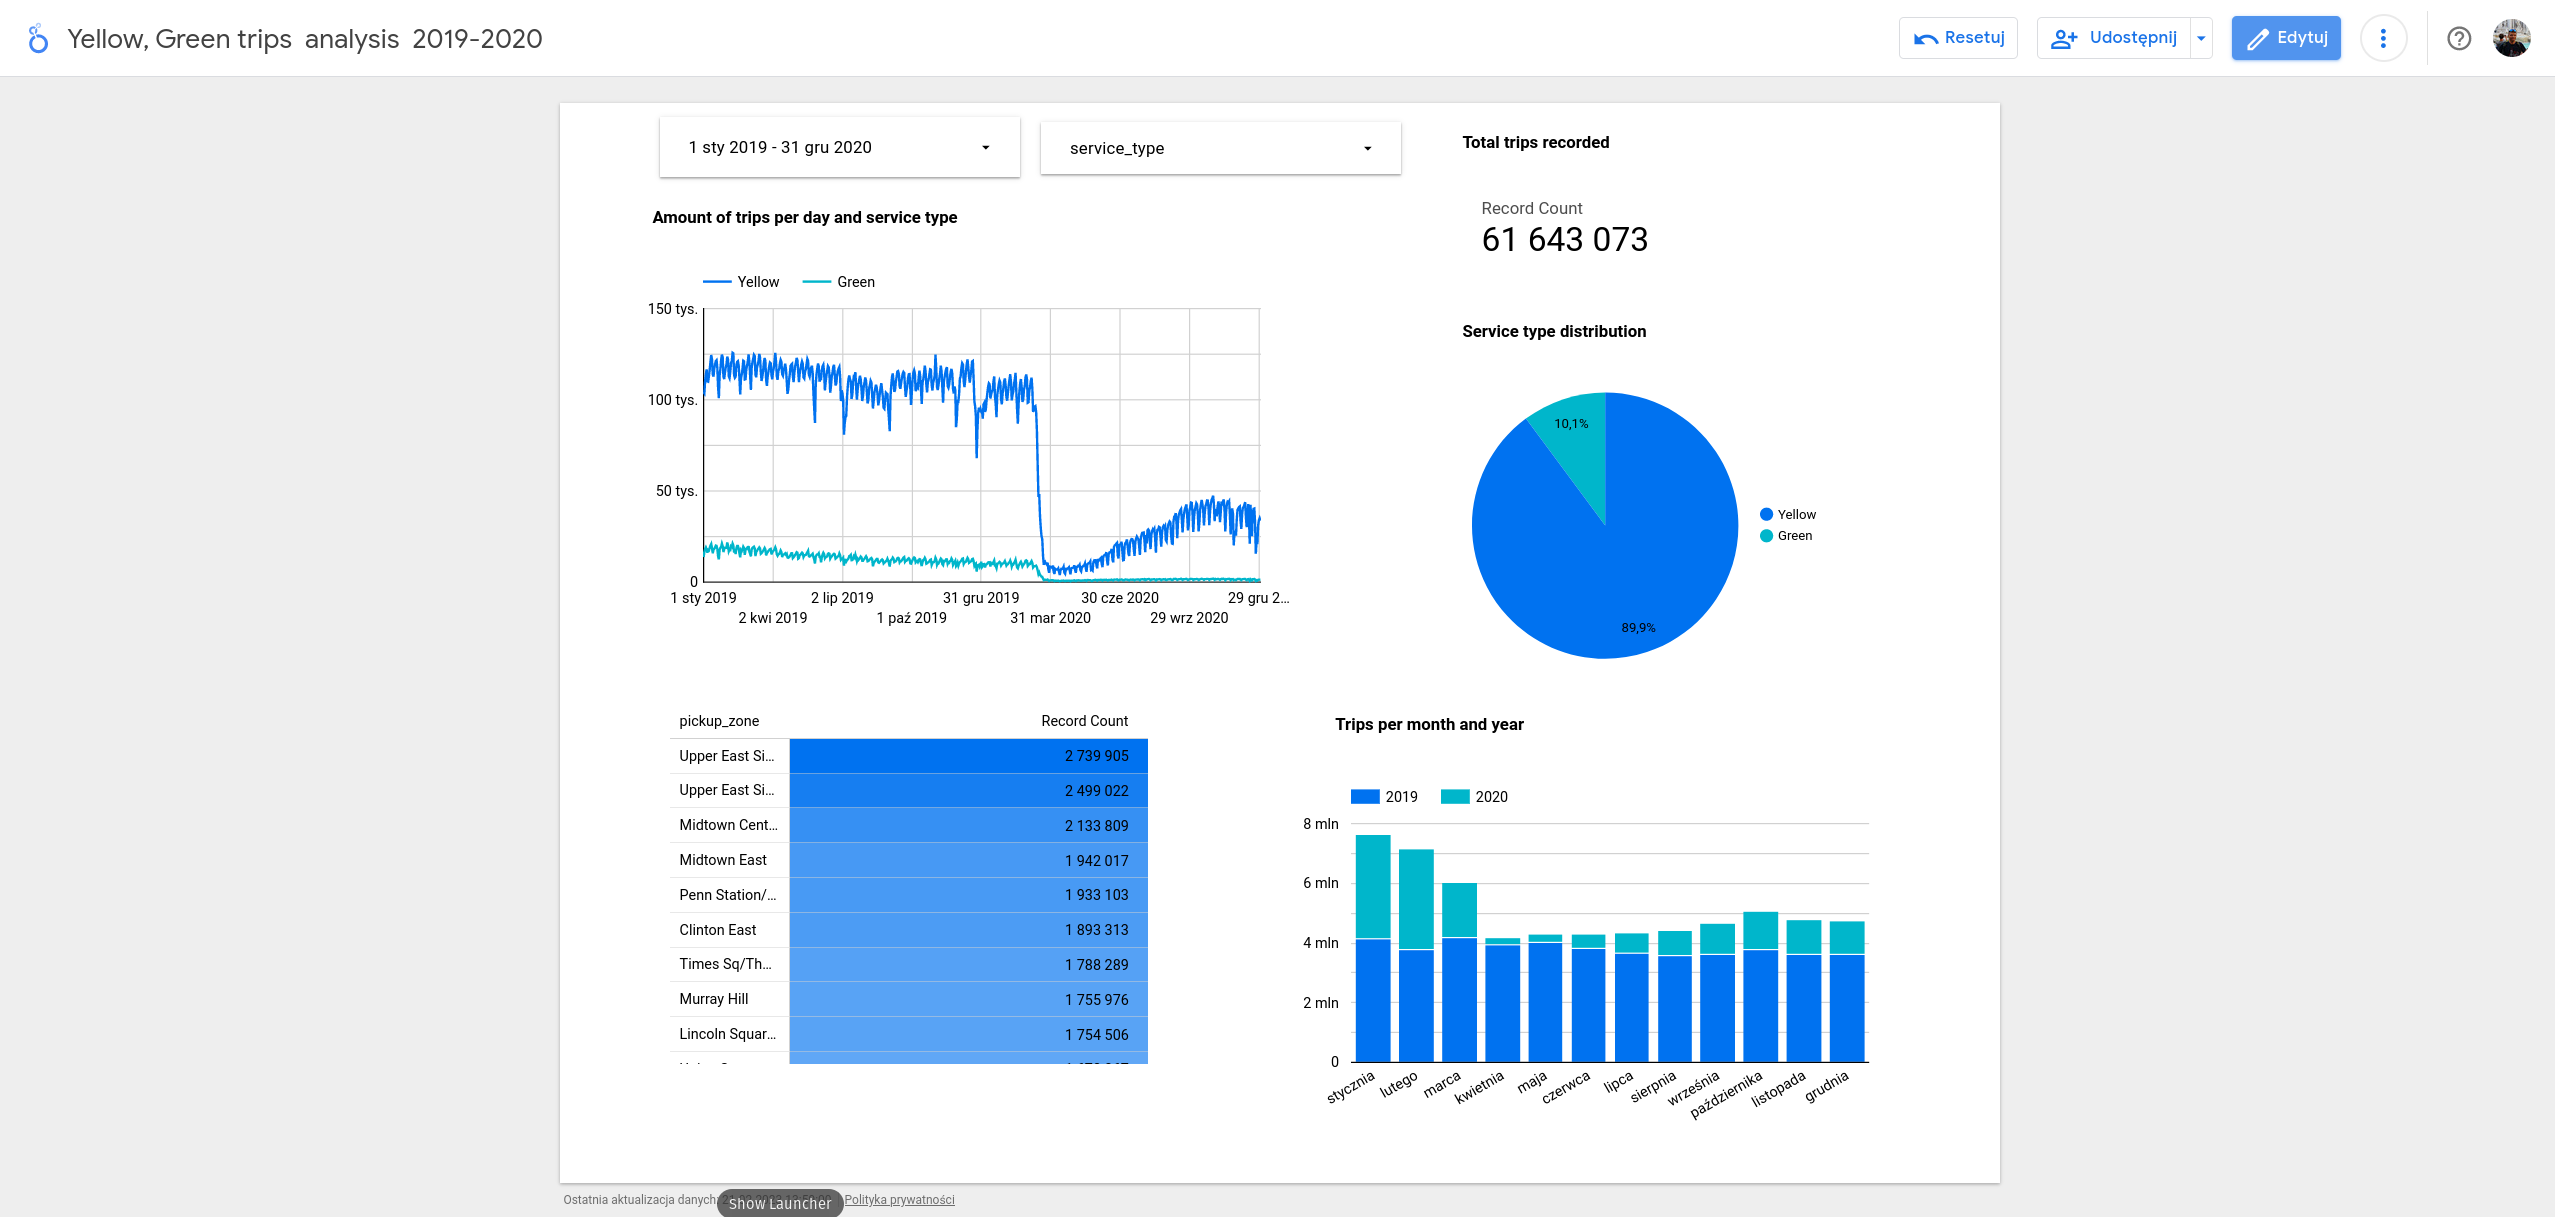 Yellow, Green trips analysis 2019-2020
Resetuj
Udostępnij
Edytuj
1 sty 2019 - 31 gru 2020
service_type
Total trips recorded
Record Count
61 643 073
Amount of trips per day and service type
Yellow
Green
150 tys.
100 tys.
50 tys.
0
1 sty 2019
2 kwi 2019
2 lip 2019
1 paź 2019
31 gru 2019
31 mar 2020
30 cze 2020
29 wrz 2020
29 gru 2...
Service type distribution
10,1%
89,9%
Yellow
Green
pickup_zone Record Count
Upper East Si... 2 739 905
Upper East Si... 2 499 022
Midtown Cent... 2 133 809
Midtown East 1 942 017
Penn Station/... 1 933 103
Clinton East 1 893 313
Times Sq/Th... 1 788 289
Murray Hill 1 755 976
Lincoln Squar... 1 754 506
Trips per month and year
2019
2020
8 mln
6 mln
4 mln
2 mln
0
stycznia
lutego
marca
kwietnia
maja
czerwca
lipca
sierpnia
września
października
listopada
grudnia
Ostatnia aktualizacja danych:
Show Launcher
Polityka prywatności